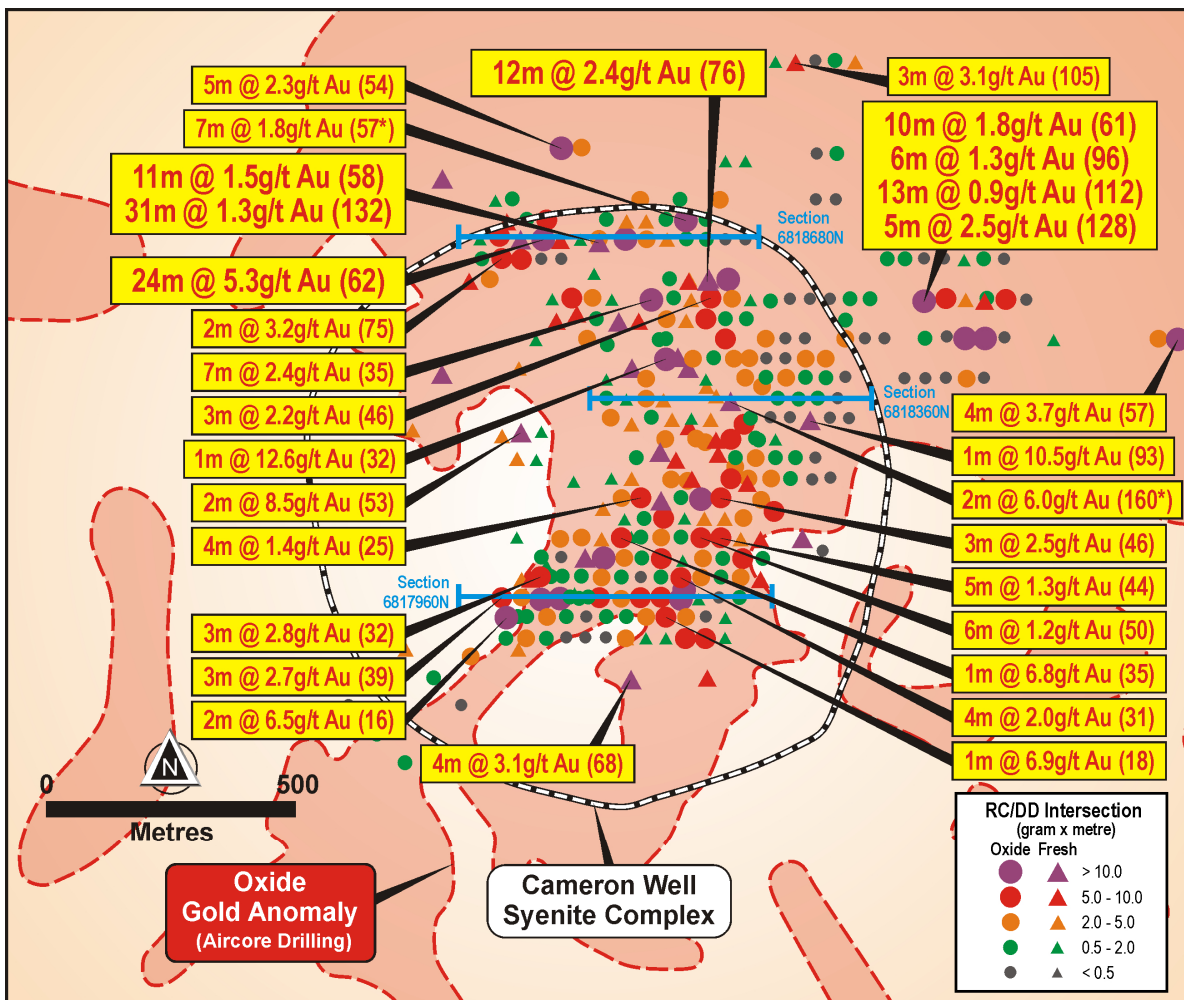 12m @ 2.4g/t Au (76)
3m @ 3.1g/t Au (105)
5m @ 2.3g/t Au (54)
7m @ 1.8g/t Au (57*)
11m @ 1.5g/t Au (58)
31m @ 1.3g/t Au (132)
24m @ 5.3g/t Au (62)
2m @ 3.2g/t Au (75)
7m @ 2.4g/t Au (35)
3m @ 2.2g/t Au (46)
1m @ 12.6g/t Au (32)
2m @ 8.5g/t Au (53)
4m @ 1.4g/t Au (25)
3m @ 2.8g/t Au (32)
3m @ 2.7g/t Au (39)
2m @ 6.5g/t Au (16)
10m @ 1.8g/t Au (61)
6m @ 1.3g/t Au (96)
13m @ 0.9g/t Au (112)
5m @ 2.5g/t Au (128)
Section
6818680N
Section
6818360N
Section
6817960N
4m @ 3.7g/t Au (57)
1m @ 10.5g/t Au (93)
2m @ 6.0g/t Au (160*)
3m @ 2.5g/t Au (46)
5m @ 1.3g/t Au (44)
6m @ 1.2g/t Au (50)
1m @ 6.8g/t Au (35)
4m @ 2.0g/t Au (31)
1m @ 6.9g/t Au (18)
4m @ 3.1g/t Au (68)
N
0 500
Metres
Oxide
Gold Anomaly
(Aircore Drilling)
Cameron Well
Syenite Complex
RC/DD Intersection
(gram x metre)
Oxide Fresh
> 10.0
5.0 - 10.0
2.0 - 5.0
0.5 - 2.0
< 0.5